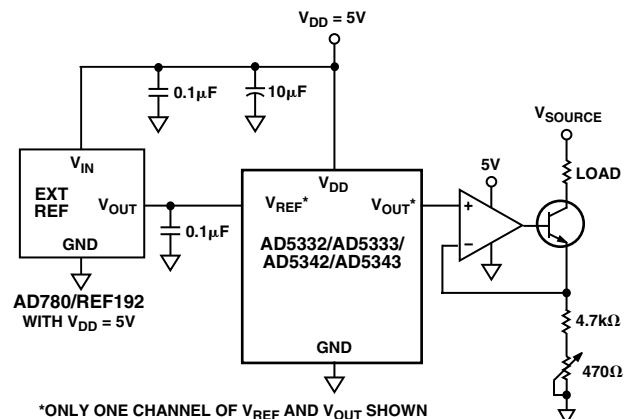 V_DD = 5V
0.1μF
10μF
V_SOURCE
LOAD
V_IN
EXT
REF
V_OUT
GND
0.1μF
AD780/REF192
WITH V_DD = 5V
V_DD
V_REF*
V_OUT*
AD5332/AD5333/
AD5342/AD5343
GND
5V
+
–
4.7kΩ
470Ω
*ONLY ONE CHANNEL OF V_REF AND V_OUT SHOWN